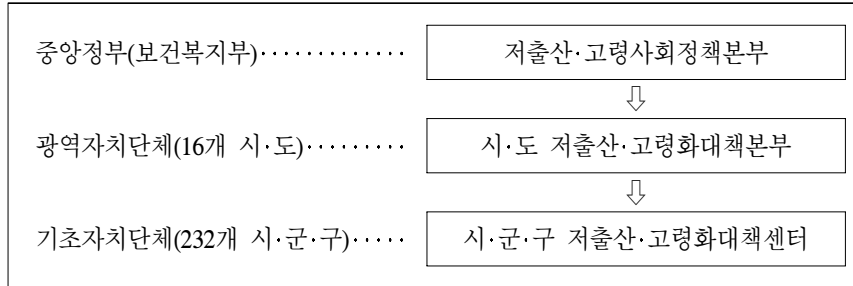 중앙정부(보건복지부)············· 저출산·고령사회정책본부
⇩
광역자치단체(16개 시·도)········· 시·도 저출산·고령화대책본부
⇩
기초자치단체(232개 시·군·구)····· 시·군·구 저출산·고령화대책센터